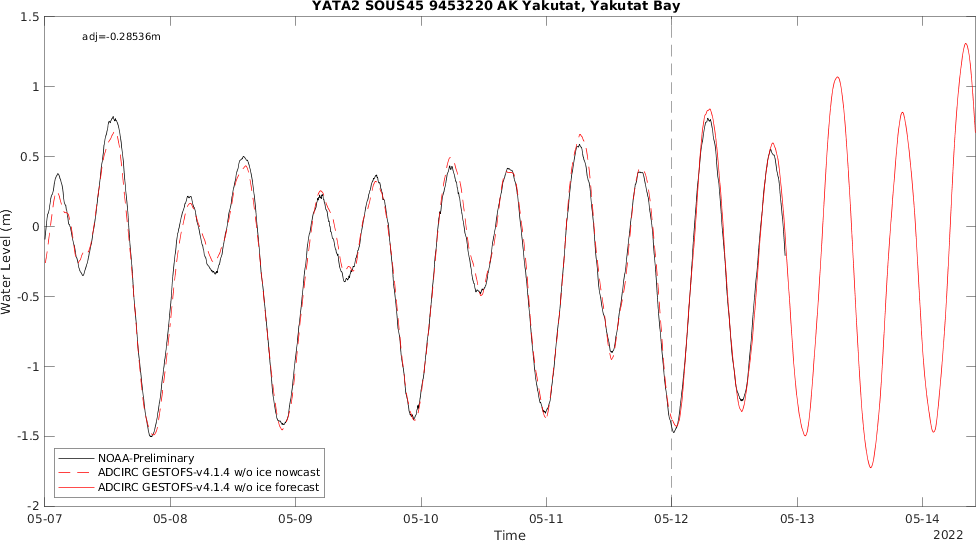 YATA2 SOUS45 9453220 AK Yakutat, Yakutat Bay
adj=-0.28536m
1.5
1
0.5
0
-0.5
-1
-1.5
-2
Water Level (m)
NOAA-Preliminary
ADCIRC GESTOFS-v4.1.4 w/o ice nowcast
ADCIRC GESTOFS-v4.1.4 w/o ice forecast
05-07 05-08 05-09 05-10 05-11 05-12 05-13 05-14
Time
2022